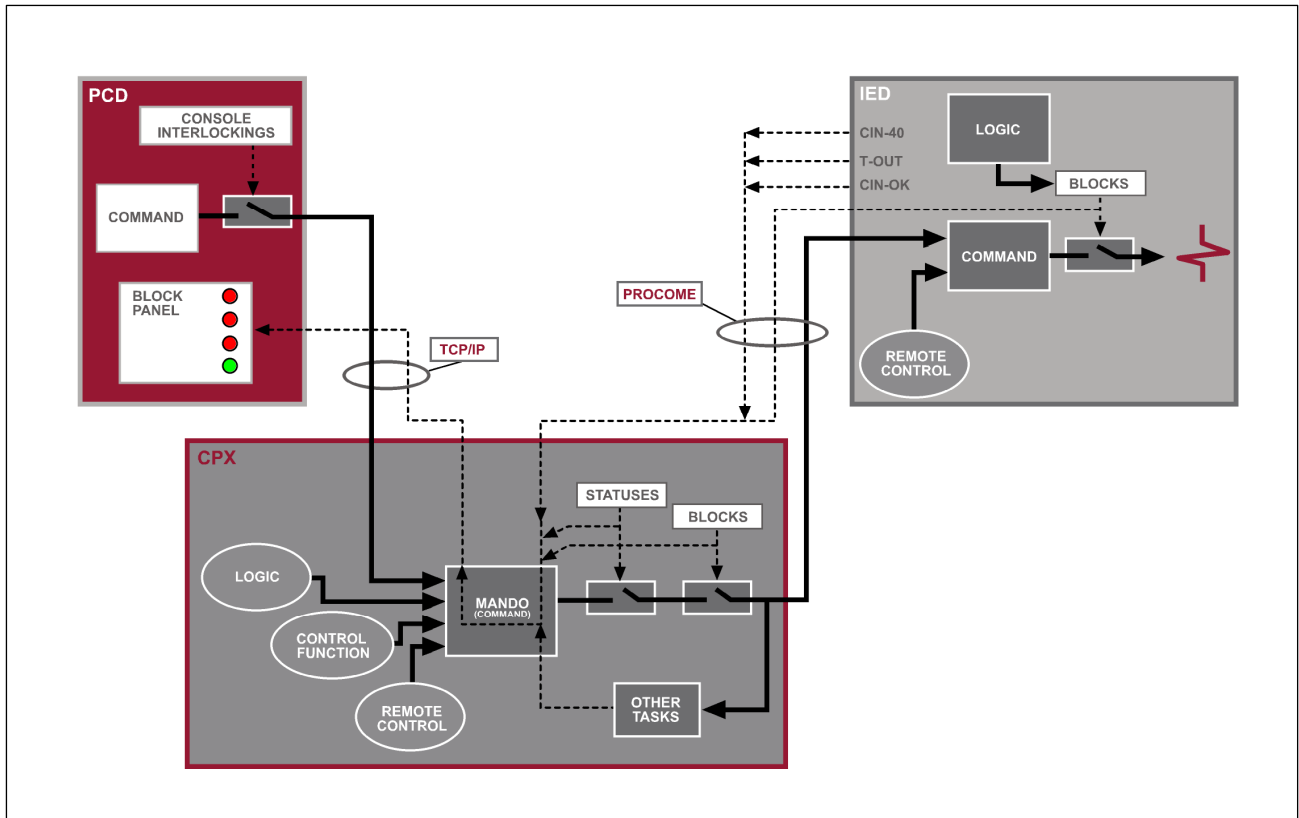 PCD
CONSOLE
INTERLOCKINGS
COMMAND
BLOCK
PANEL
TCP/IP
PROCOME
IED
CIN-40
T-OUT
CIN-OK
LOGIC
BLOCKS
COMMAND
REMOTE
CONTROL
CPX
STATUSES
BLOCKS
LOGIC
CONTROL
FUNCTION
REMOTE
CONTROL
MANDO
(COMMAND)
OTHER
TASKS